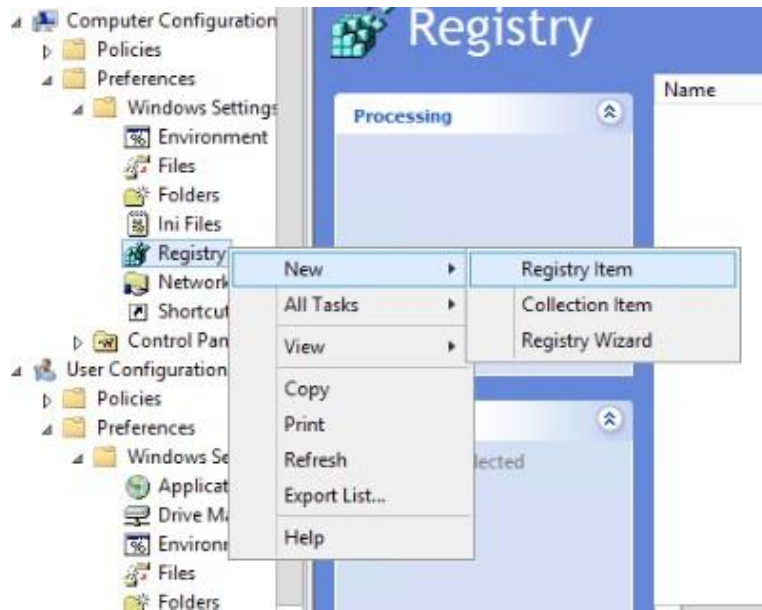 Computer Configuration
Policies
Preferences
Windows Settings
Environment
Files
Folders
Ini Files
Registry
Network
Shortcut
Control Pan
User Configuration
Policies
Preferences
Windows Se
Applicat
Drive Ma
Environ
Files
Folders
Registry
Processing
Name
New
All Tasks
View
Copy
Print
Refresh
Export List...
Help
Registry Item
Collection Item
Registry Wizard
lected